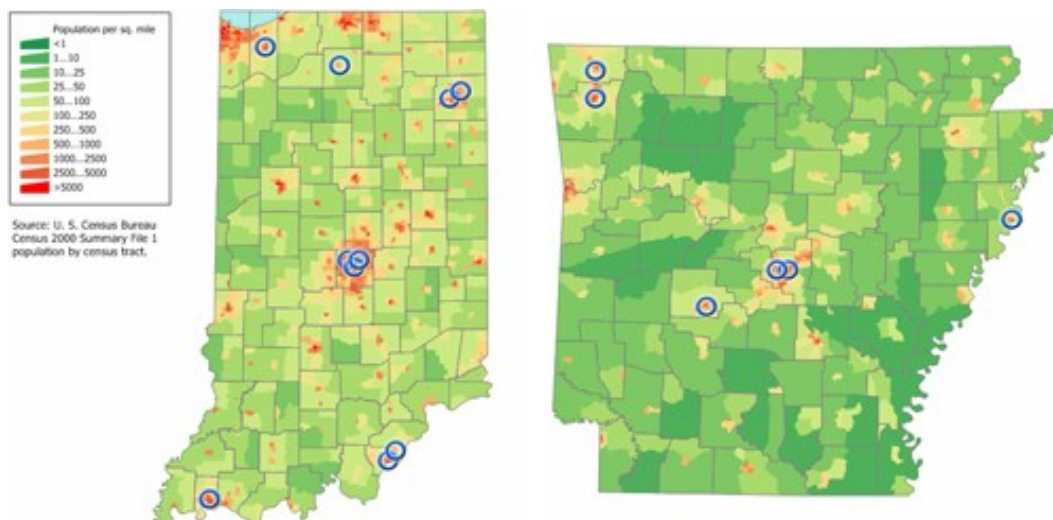 Population per sq. mile
<1
1...10
10...25
25...50
50...100
100...250
250...500
500...1000
1000...2500
2500...5000
>5000
Source: U. S. Census Bureau
Census 2000 Summary File 1
population by census tract.